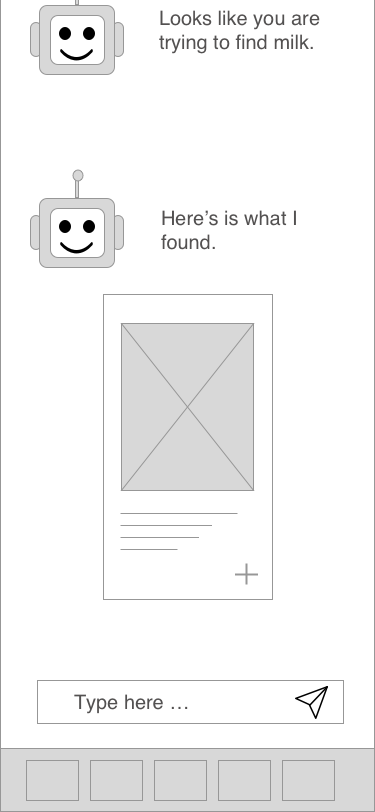 Looks like you are
trying to find milk.
Here’s is what I
found.
Type here ...